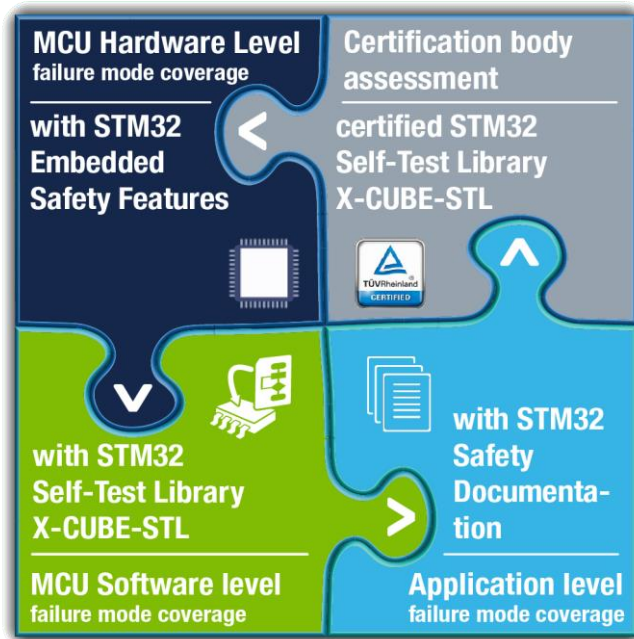 MCU Hardware Level
failure mode coverage
with STM32
Embedded
Safety Features
Certification body
assessment
certified STM32
Self-Test Library
X-CUBE-STL
TÜVRheinland
CERTIFIED
with STM32
Self-Test Library
X-CUBE-STL
MCU Software level
failure mode coverage
with STM32
Safety
Documenta-
tion
Application level
failure mode coverage